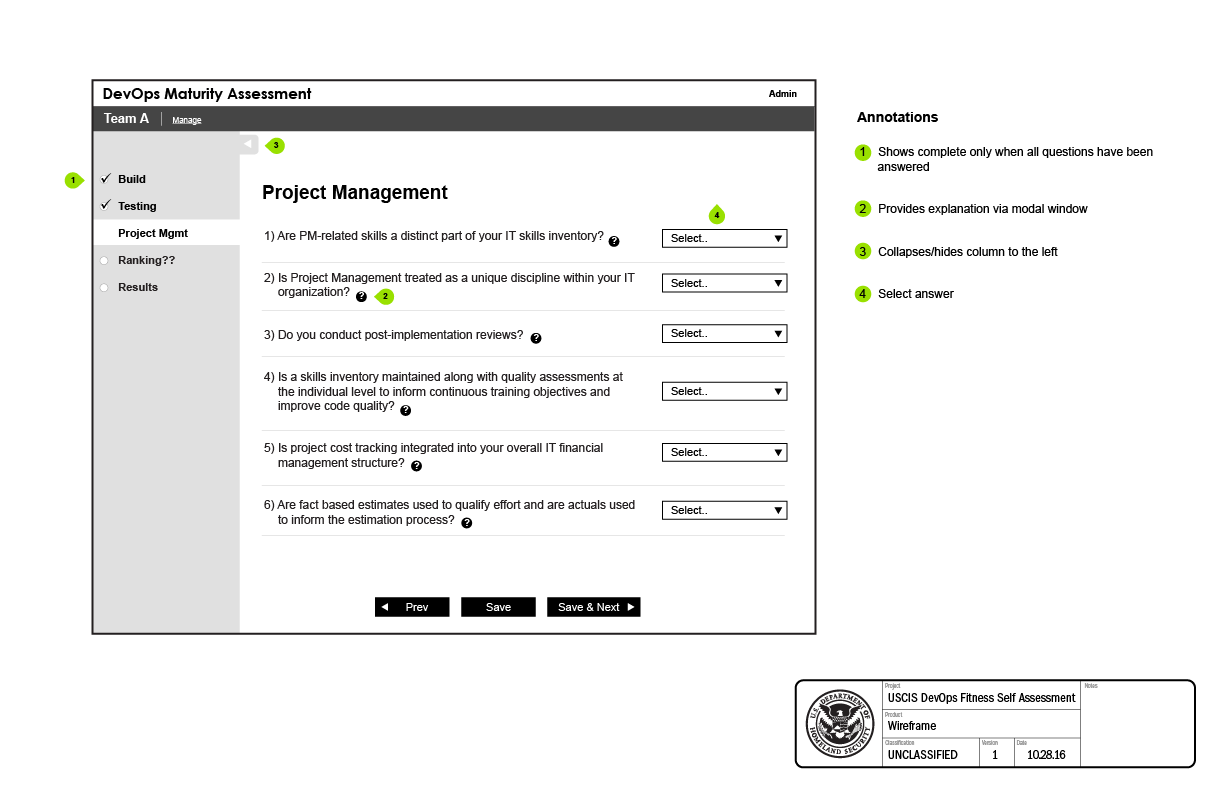 DevOps Maturity Assessment
Admin
Team A
Manage
3
1
Build
Testing
Project Mgmt
Ranking??
Results
Project Management
4
1) Are PM-related skills a distinct part of your IT skills inventory? ?
Select..
2) Is Project Management treated as a unique discipline within your IT
organization? ? 2
Select..
3) Do you conduct post-implementation reviews? ?
Select..
4) Is a skills inventory maintained along with quality assessments at
the individual level to inform continuous training objectives and
improve code quality? ?
Select..
5) Is project cost tracking integrated into your overall IT financial
management structure? ?
Select..
6) Are fact based estimates used to qualify effort and are actuals used
to inform the estimation process? ?
Select..
Prev
Save
Save & Next
Annotations
1 Shows complete only when all questions have been
answered
2 Provides explanation via modal window
3 Collapses/hides column to the left
4 Select answer
U.S. DEPARTMENT OF
HOMELAND SECURITY
Project
USCIS DevOps Fitness Self Assessment
Product
Wireframe
Classification
UNCLASSIFIED
Version
1
Date
10.28.16
Notes